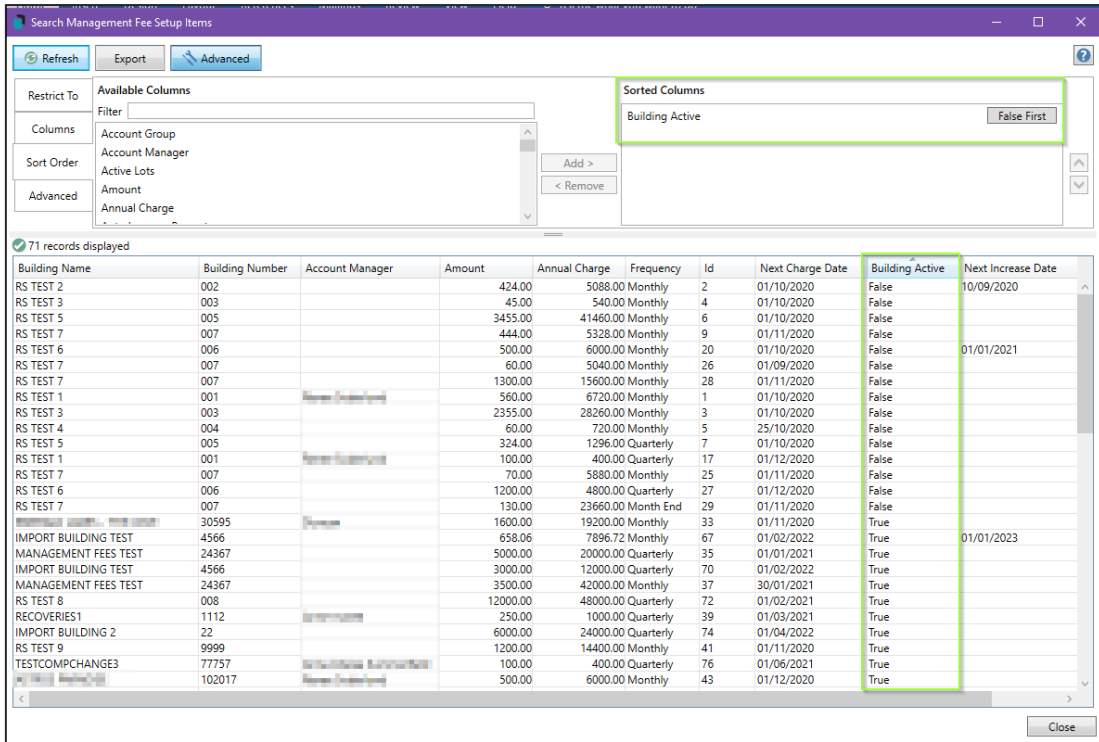 Search Management Fee Setup Items
Refresh Export Advanced
Restrict To
Columns
Sort Order
Advanced
Available Columns
Filter
Account Group
Account Manager
Active Lots
Amount
Annual Charge
Add >
< Remove
Sorted Columns
Building Active False First
71 records displayed
Building Name Building Number Account Manager Amount Annual Charge Frequency Id Next Charge Date Building Active Next Increase Date
RS TEST 2 002 424.00 5088.00 Monthly 2 01/10/2020 False 10/09/2020
RS TEST 3 003 45.00 540.00 Monthly 4 01/10/2020 False
RS TEST 5 005 3455.00 41460.00 Monthly 6 01/10/2020 False
RS TEST 7 007 444.00 5328.00 Monthly 9 01/11/2020 False
RS TEST 6 006 500.00 6000.00 Monthly 20 01/10/2020 False 01/01/2021
RS TEST 7 007 60.00 5040.00 Monthly 26 01/09/2020 False
RS TEST 7 007 1300.00 15600.00 Monthly 28 01/11/2020 False
RS TEST 1 001 560.00 6720.00 Monthly 1 01/10/2020 False
RS TEST 3 003 2355.00 28260.00 Monthly 3 01/10/2020 False
RS TEST 4 004 60.00 720.00 Monthly 5 25/10/2020 False
RS TEST 5 005 324.00 1296.00 Quarterly 7 01/10/2020 False
RS TEST 1 001 100.00 400.00 Quarterly 17 01/12/2020 False
RS TEST 7 007 70.00 5880.00 Monthly 25 01/11/2020 False
RS TEST 6 006 1200.00 4800.00 Quarterly 27 01/12/2020 False
RS TEST 7 007 130.00 23660.00 Month End 29 01/11/2020 False
30595 1600.00 19200.00 Monthly 33 01/11/2020 True
IMPORT BUILDING TEST 4566 658.06 7896.72 Monthly 67 01/02/2022 True 01/01/2023
MANAGEMENT FEES TEST 24367 5000.00 20000.00 Quarterly 35 01/01/2021 True
IMPORT BUILDING TEST 4566 3000.00 12000.00 Quarterly 70 01/02/2022 True
MANAGEMENT FEES TEST 24367 3500.00 42000.00 Monthly 37 30/01/2021 True
RS TEST 8 008 12000.00 48000.00 Quarterly 72 01/02/2021 True
RECOVERIES1 1112 250.00 1000.00 Quarterly 39 01/03/2021 True
IMPORT BUILDING 2 22 6000.00 24000.00 Quarterly 74 01/04/2022 True
RS TEST 9 9999 1200.00 14400.00 Monthly 41 01/11/2020 True
TESTCOMPCHANGE3 77757 100.00 400.00 Quarterly 76 01/06/2021 True
102017 500.00 6000.00 Monthly 43 01/12/2020 True
Close